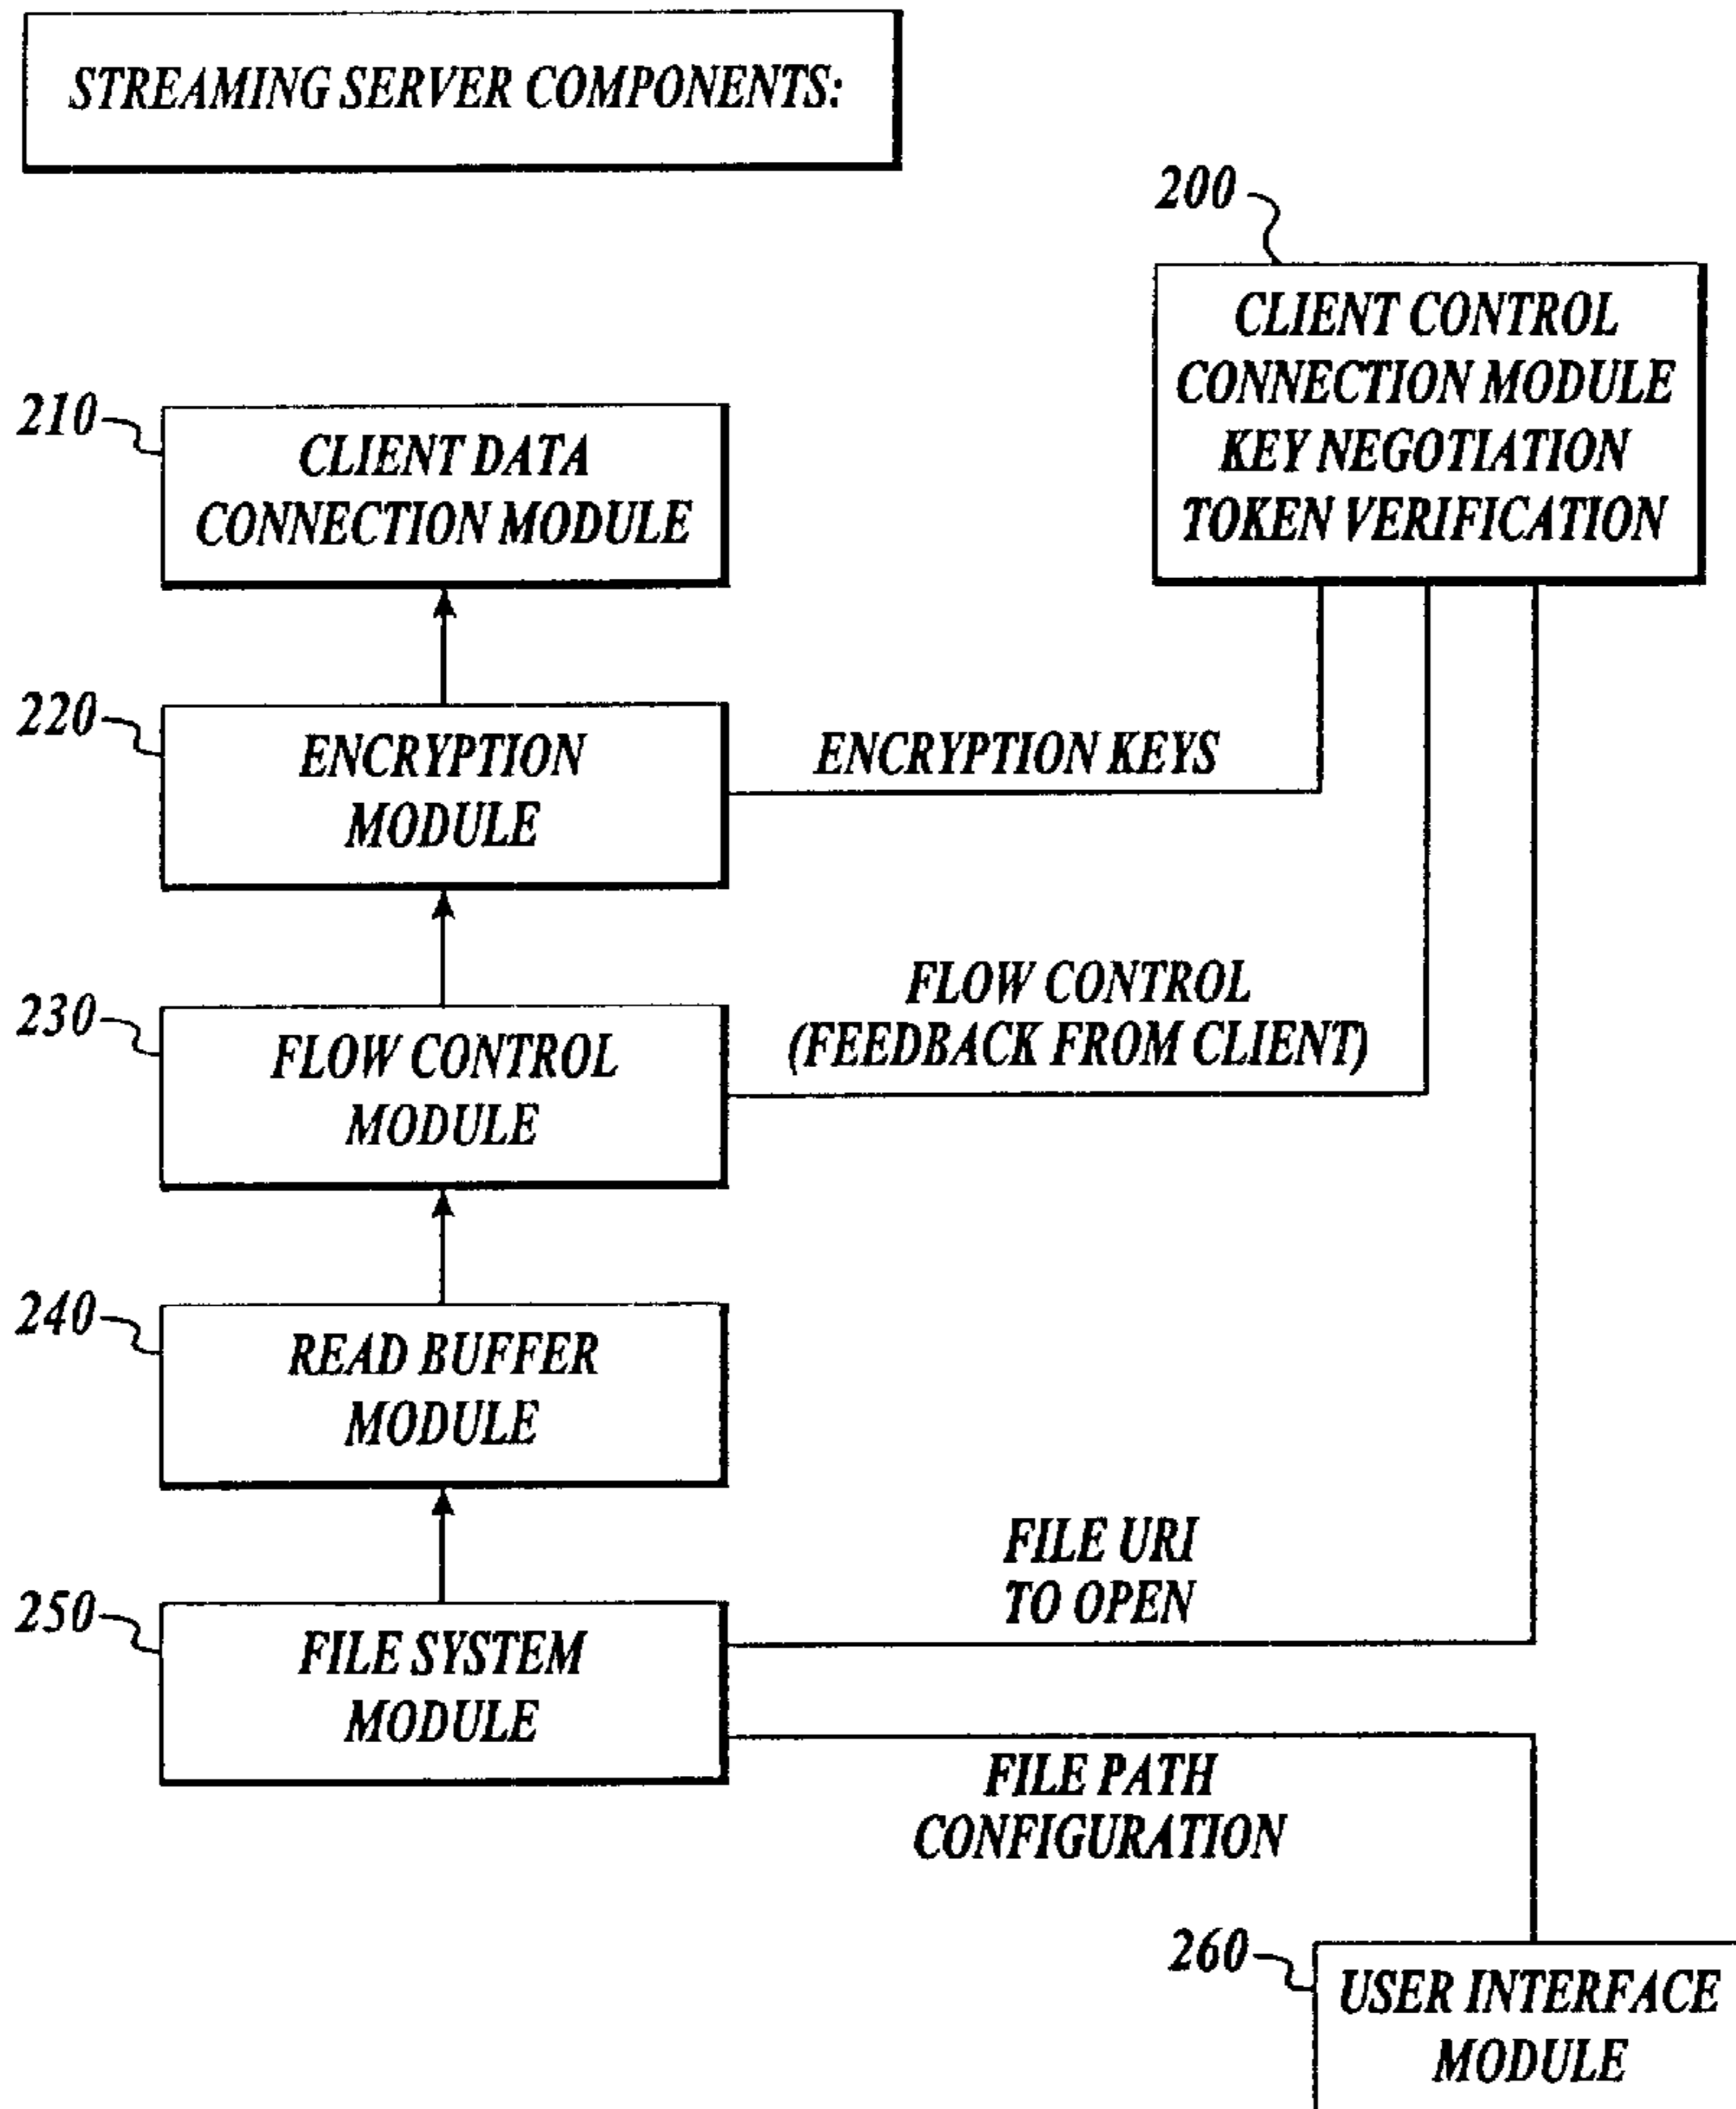 STREAMING SERVER COMPONENTS:
200
CLIENT CONTROL
CONNECTION MODULE
KEY NEGOTIATION
TOKEN VERIFICATION
210
CLIENT DATA
CONNECTION MODULE
220
ENCRYPTION
MODULE
ENCRYPTION KEYS
230
FLOW CONTROL
MODULE
FLOW CONTROL
(FEEDBACK FROM CLIENT)
240
READ BUFFER
MODULE
250
FILE SYSTEM
MODULE
FILE URI
TO OPEN
FILE PATH
CONFIGURATION
260
USER INTERFACE
MODULE